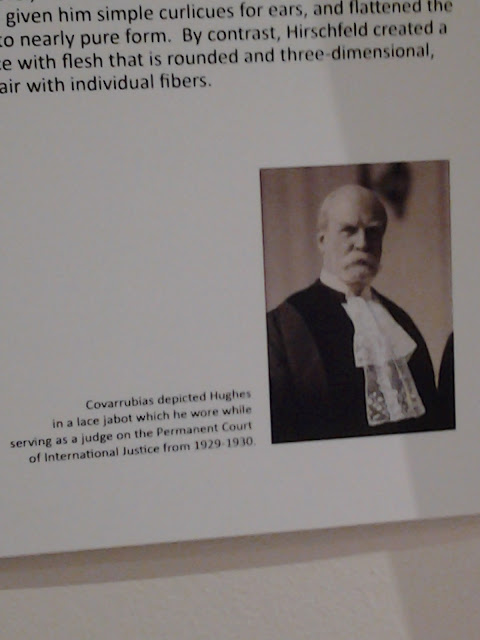 given him simple curlicues for ears, and flattened the
to nearly pure form. By contrast, Hirschfeld created a
with flesh that is rounded and three-dimensional,
with individual fibers.
Covarrubias depicted Hughes
in a lace jabot which he wore while
serving as a judge on the Permanent Court
of International Justice from 1929-1930.